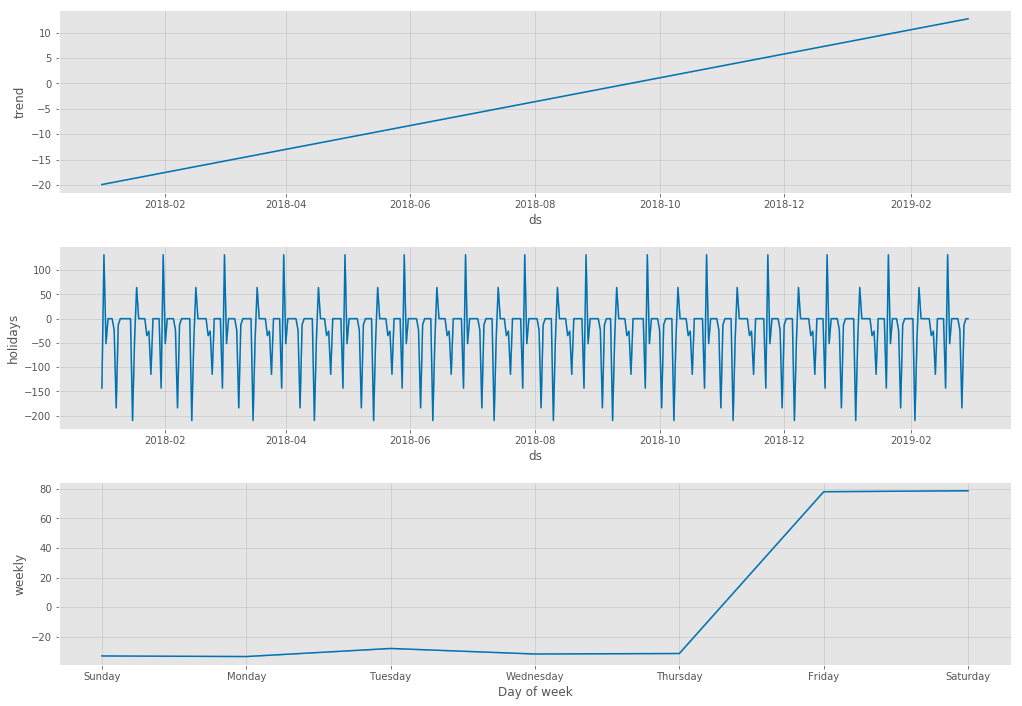 10
5
0
−5
−10
−15
−20
trend
2018-02 2018-04 2018-06 2018-08 2018-10 2018-12 2019-02
ds
100
50
0
−50
−100
−150
−200
holidays
2018-02 2018-04 2018-06 2018-08 2018-10 2018-12 2019-02
ds
80
60
40
20
0
−20
weekly
Sunday Monday Tuesday Wednesday Thursday Friday Saturday
Day of week